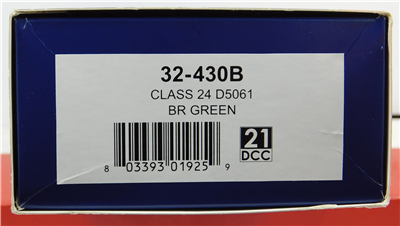 32-430B
CLASS 24 D5061
BR GREEN
21
DCC
8 03393 01925 9